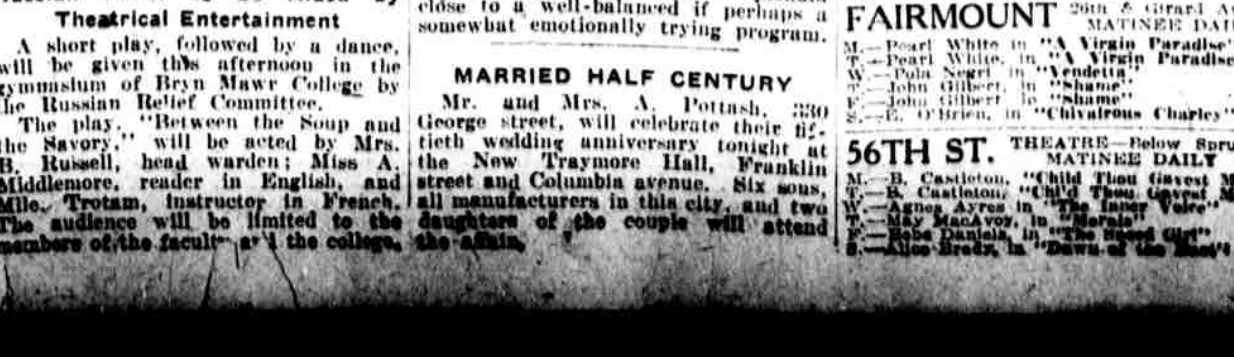 Theatrical Entertainment
A short play, followed by a dance,
will be given this afternoon in the
gymnasium of Bryn Mawr College by
the Russian Relief Committee.
The play, "Between the Soup and
the Savory," will be acted by Mrs.
B. Russell, head warden; Miss A.
Middlemore, reader in English, and
Mlle. Trotam, instructor in French.
The audience will be limited to the
members of the faculty and the college.
close to a well-balanced if perhaps a
somewhat emotionally trying program.
MARRIED HALF CENTURY
Mr. and Mrs. A. Pottash, 330
George street, will celebrate their fif-
tieth wedding anniversary tonight at
the New Traymore Hall, Franklin
street and Columbia avenue. Six sons,
all manufacturers in this city, and two
daughters of the couple will attend
the affair.
FAIRMOUNT 26th & Girard Av
MATINEE DAI
M.—Pearl White in "A Virgin Paradise"
T.—Pearl White, in "A Virgin Paradise
W.—Pola Negri in "Vendetta"
T.—John Gilbert, in "Shame"
F.—John Gilbert in "Shame"
S.—E. O'Brien, in "Chivalrous Charley"
56TH ST. THEATRE—Below Spru
MATINEE DAILY
M.—B. Castleton, "Child Thou Gavest M
T.—B. Castleton, "Child Thou Gavest M
W.—Agnes Ayres in "The Inner Voice"
T.—May MacAvoy, in "Morals"
F.—Bebe Daniels, in "The Speed Girl"
S.—Alice Brady, in "Dawn of the East"